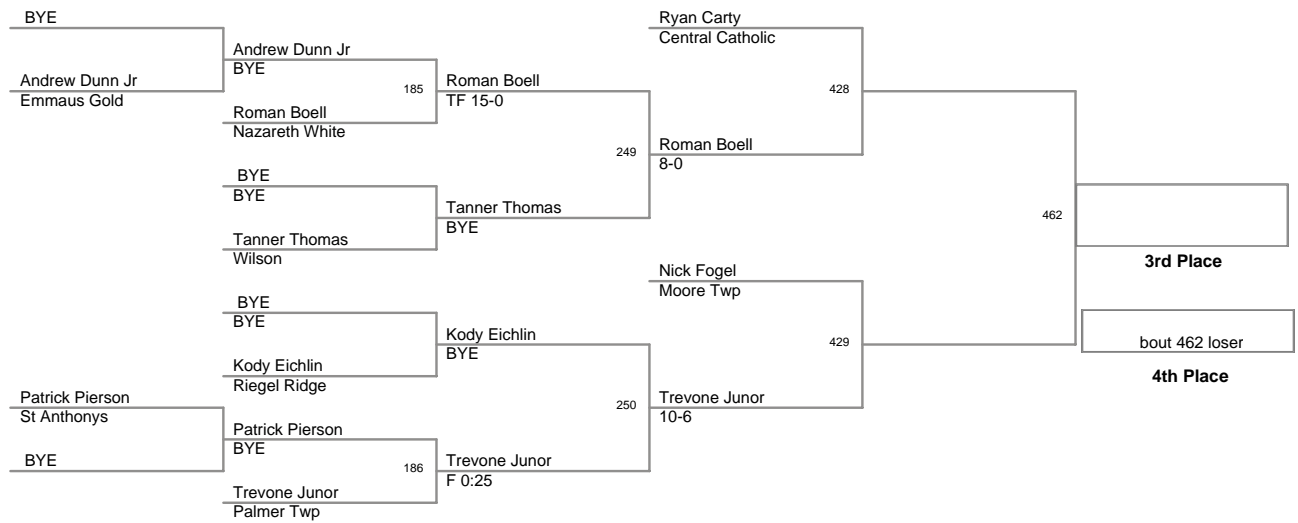 BYE
Andrew Dunn Jr
Emmaus Gold
Andrew Dunn Jr
BYE
185
Roman Boell
Nazareth White
Roman Boell
TF 15-0
BYE
BYE
Tanner Thomas
Wilson
Tanner Thomas
BYE
249
Ryan Carty
Central Catholic
428
Roman Boell
8-0
BYE
BYE
Kody Eichlin
Riegel Ridge
Kody Eichlin
BYE
Patrick Pierson
St Anthonys
BYE
Patrick Pierson
BYE
186
Trevone Junor
Palmer Twp
Trevone Junor
F 0:25
250
Nick Fogel
Moore Twp
429
Trevone Junor
10-6
462
3rd Place
bout 462 loser
4th Place